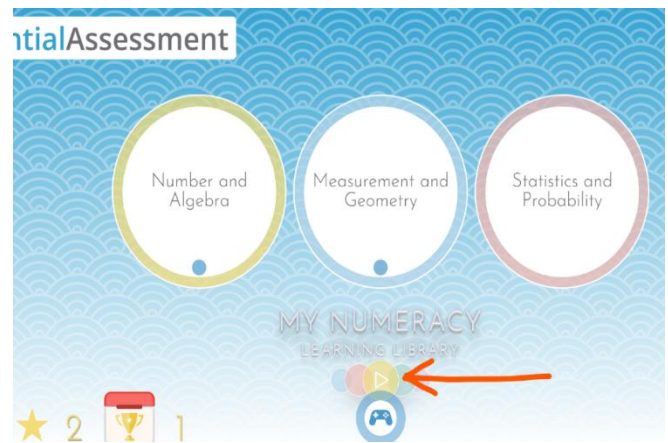 ntialAssessment
Number and
Algebra
Measurement and
Geometry
Statistics and
Probability
MY NUMERACY
LEARNING LIBRARY
2
1